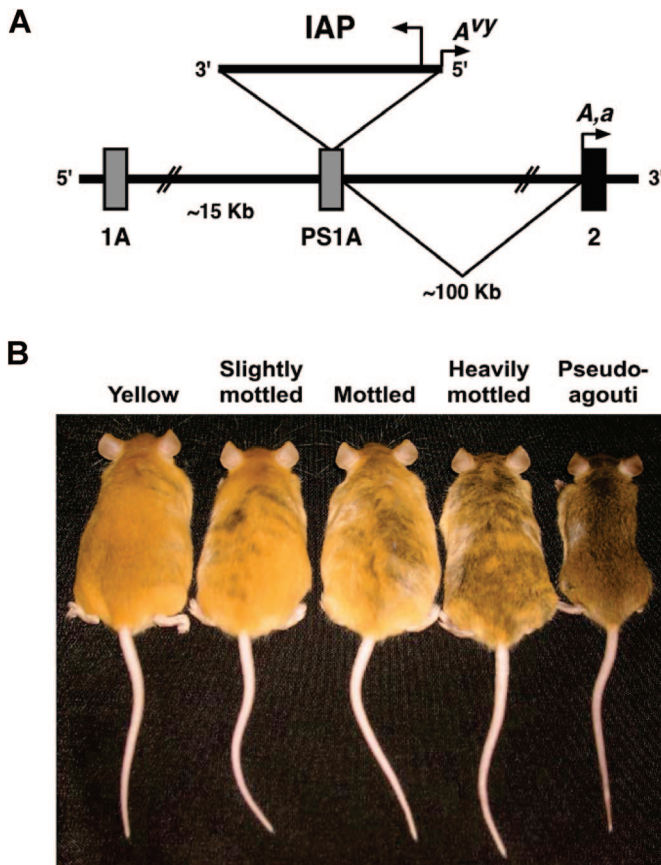 A
IAP
A^vy
3'
5'
A,a
5'
3'
~15 Kb
1A
PS1A
2
~100 Kb
B
Yellow
Slightly
mottled
Mottled
Heavily
mottled
Pseudo-
agouti